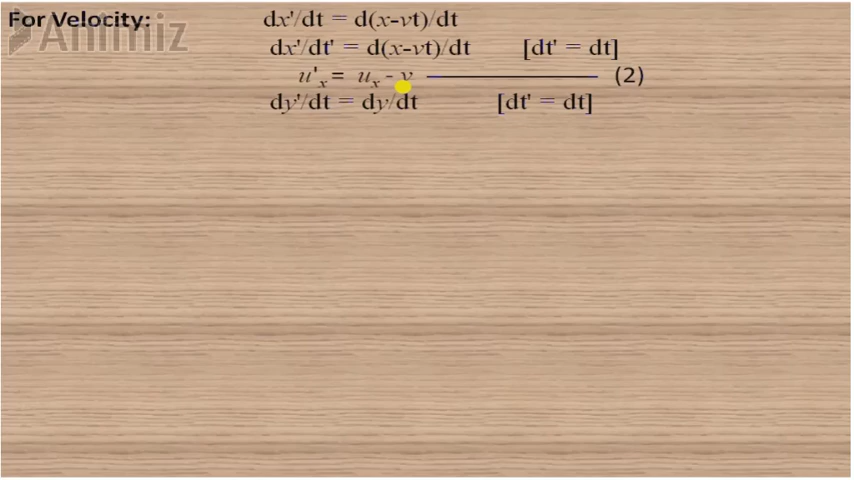 For Velocity: dx'/dt = d(x-vt)/dt
Animiz
dx'/dt' = d(x-vt)/dt [dt' = dt]
u'x = ux - v (2)
dy'/dt = dy/dt [dt' = dt]